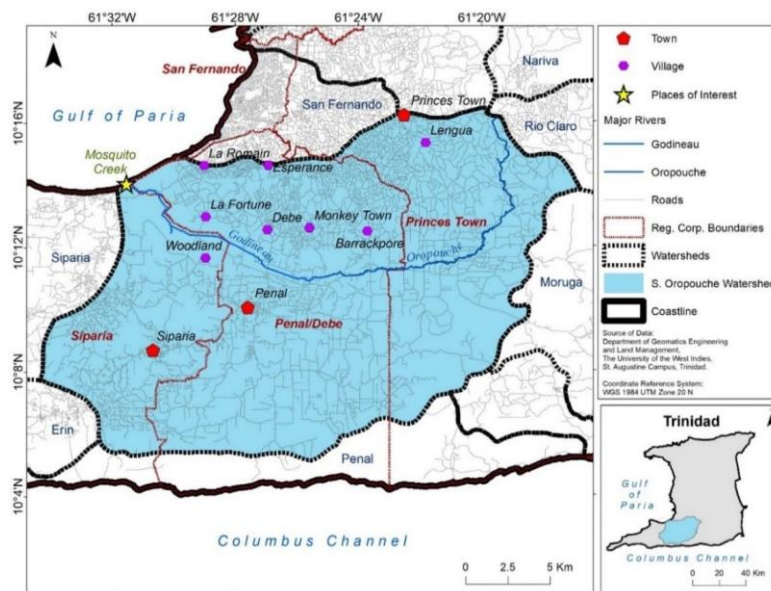 61°32'W
61°28'W
61°24'W
61°20'W
N
10°16'N
10°12'N
10°8'N
10°4'N
San Fernando
Gulf of Paria
Nariva
San Fernando
Princes Town
Rio Claro
Lengua
Mosquito
Creek
La Romain
Esperance
La Fortune
Debe
Monkey Town
Princes Town
Woodland
Godineau
Barrackpore
Oropouche
Siparia
Moruga
Penal
Penal/Debe
Siparia
Siparia
Erin
Penal
Columbus Channel
0 2.5 5 Km
Town
Village
Places of Interest
Major Rivers
Godineau
Oropouche
Roads
Reg. Corp. Boundaries
Watersheds
S. Oropouche Watershed
Coastline
Source of Data:
Department of Geomatics Engineering
and Land Management,
The University of the West Indies,
St. Augustine Campus, Trinidad.
Coordinate Reference System:
WGS 1984 UTM Zone 20 N
Trinidad
Gulf
of
Paria
Columbus Channel
0 20 40 Km